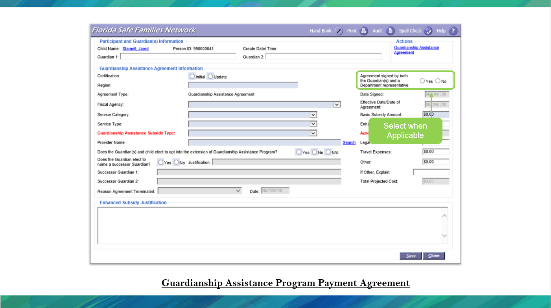 Florida Safe Families Network
Hand Book Print Audit Spell Check Help
Participant and Guardian(s) Information
Actions
Child Name: Person ID: Create Date/ Time:
Guardianship Assistance Agreement
Guardian 1: Guardian 2:
Guardianship Assistance Agreement Information
Certification: Initial Update
Agreement signed by both the Guardian(s) and a Department representative Yes No
Region:
Agreement Type: Guardianship Assistance Agreement
Date Signed:
Fiscal Agency:
Effective Date/Date of Agreement:
Service Category:
Basic Subsidy Amount: $0.00
Service Type:
Guardianship Assistance Subsidy Type:
Select when Applicable
Provider Name: Search
Does the Guardian(s) and child elect to opt into the extension of Guardianship Assistance Program? Yes No N/A
Travel Expenses: $0.00
Does the Guardian elect to name a successor Guardian? Yes No Justification
Other: $0.00
Successor Guardian 1:
If Other, Explain:
Successor Guardian 2:
Total Projected Cost:
Reason Agreement Terminated: Date:
Enhanced Subsidy Justification
Save Close
Guardianship Assistance Program Payment Agreement